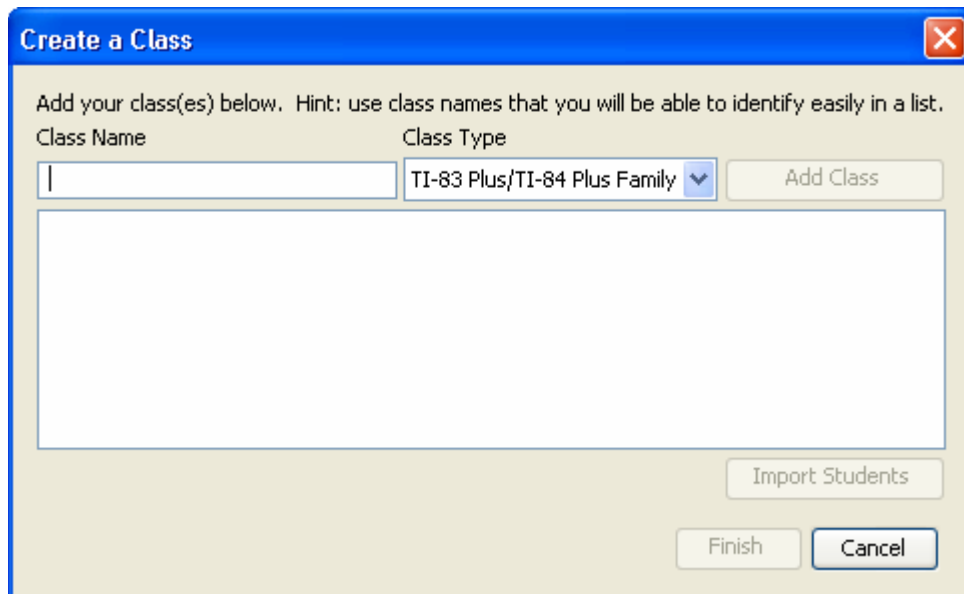 Create a Class
Add your class(es) below.  Hint: use class names that you will be able to identify easily in a list.
Class Name Class Type
TI-83 Plus/TI-84 Plus Family Add Class
Import Students
Finish Cancel